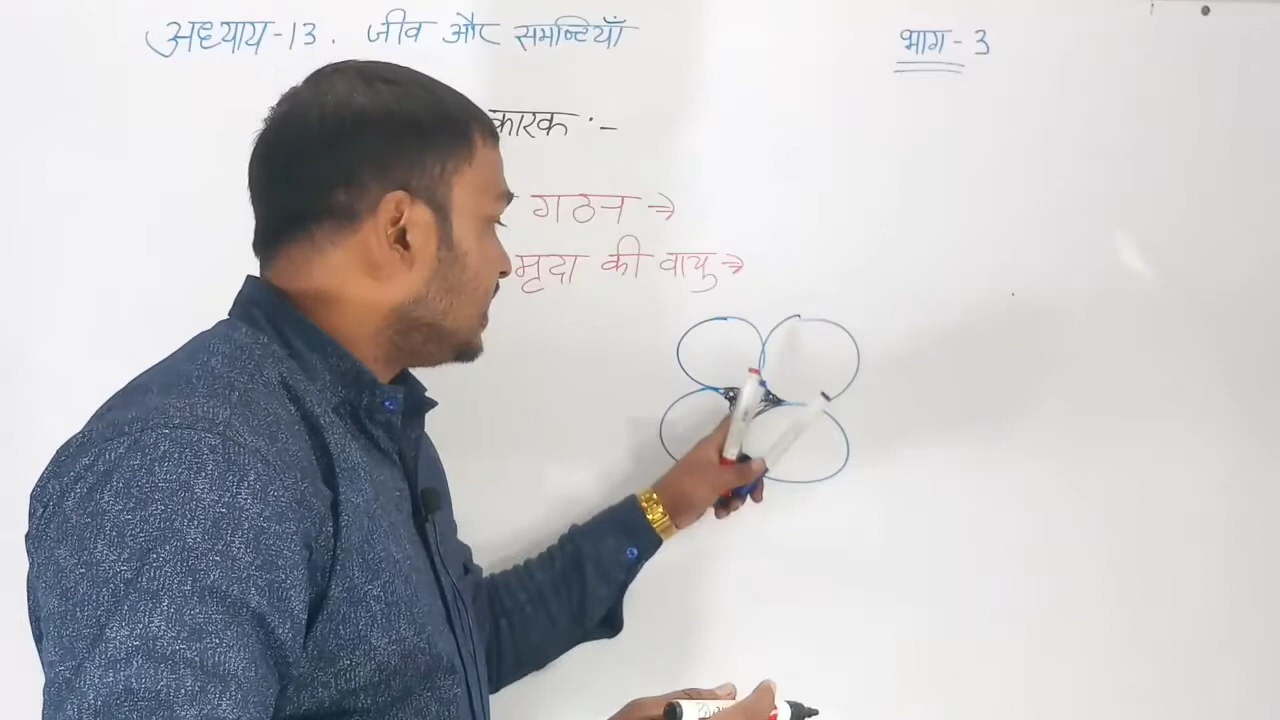 अध्याय-13. जीव और समष्टियाँ
भाग-3
कारक :-
गठन →
मृदा की वायु →